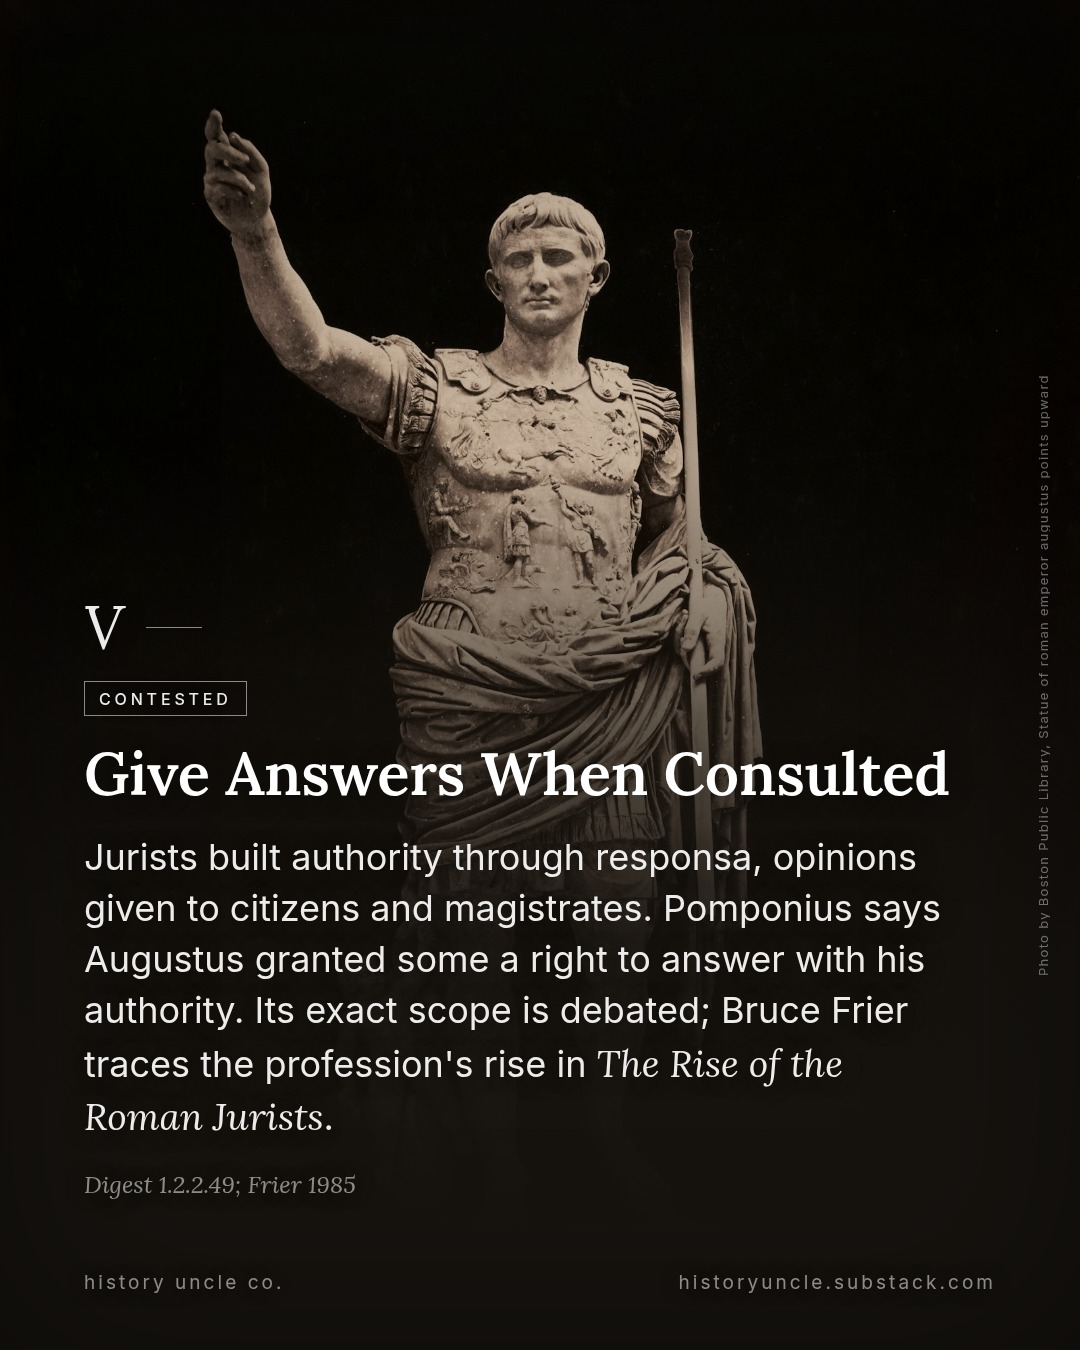 V
CONTESTED
Give Answers When Consulted
Jurists built authority through responsa, opinions
given to citizens and magistrates. Pomponius says
Augustus granted some a right to answer with his
authority. Its exact scope is debated; Bruce Frier
traces the profession's rise in The Rise of the
Roman Jurists.
Digest 1.2.2.49; Frier 1985
history uncle co.
historyuncle.substack.com
Photo by Boston Public Library, Statue of roman emperor augustus points upward